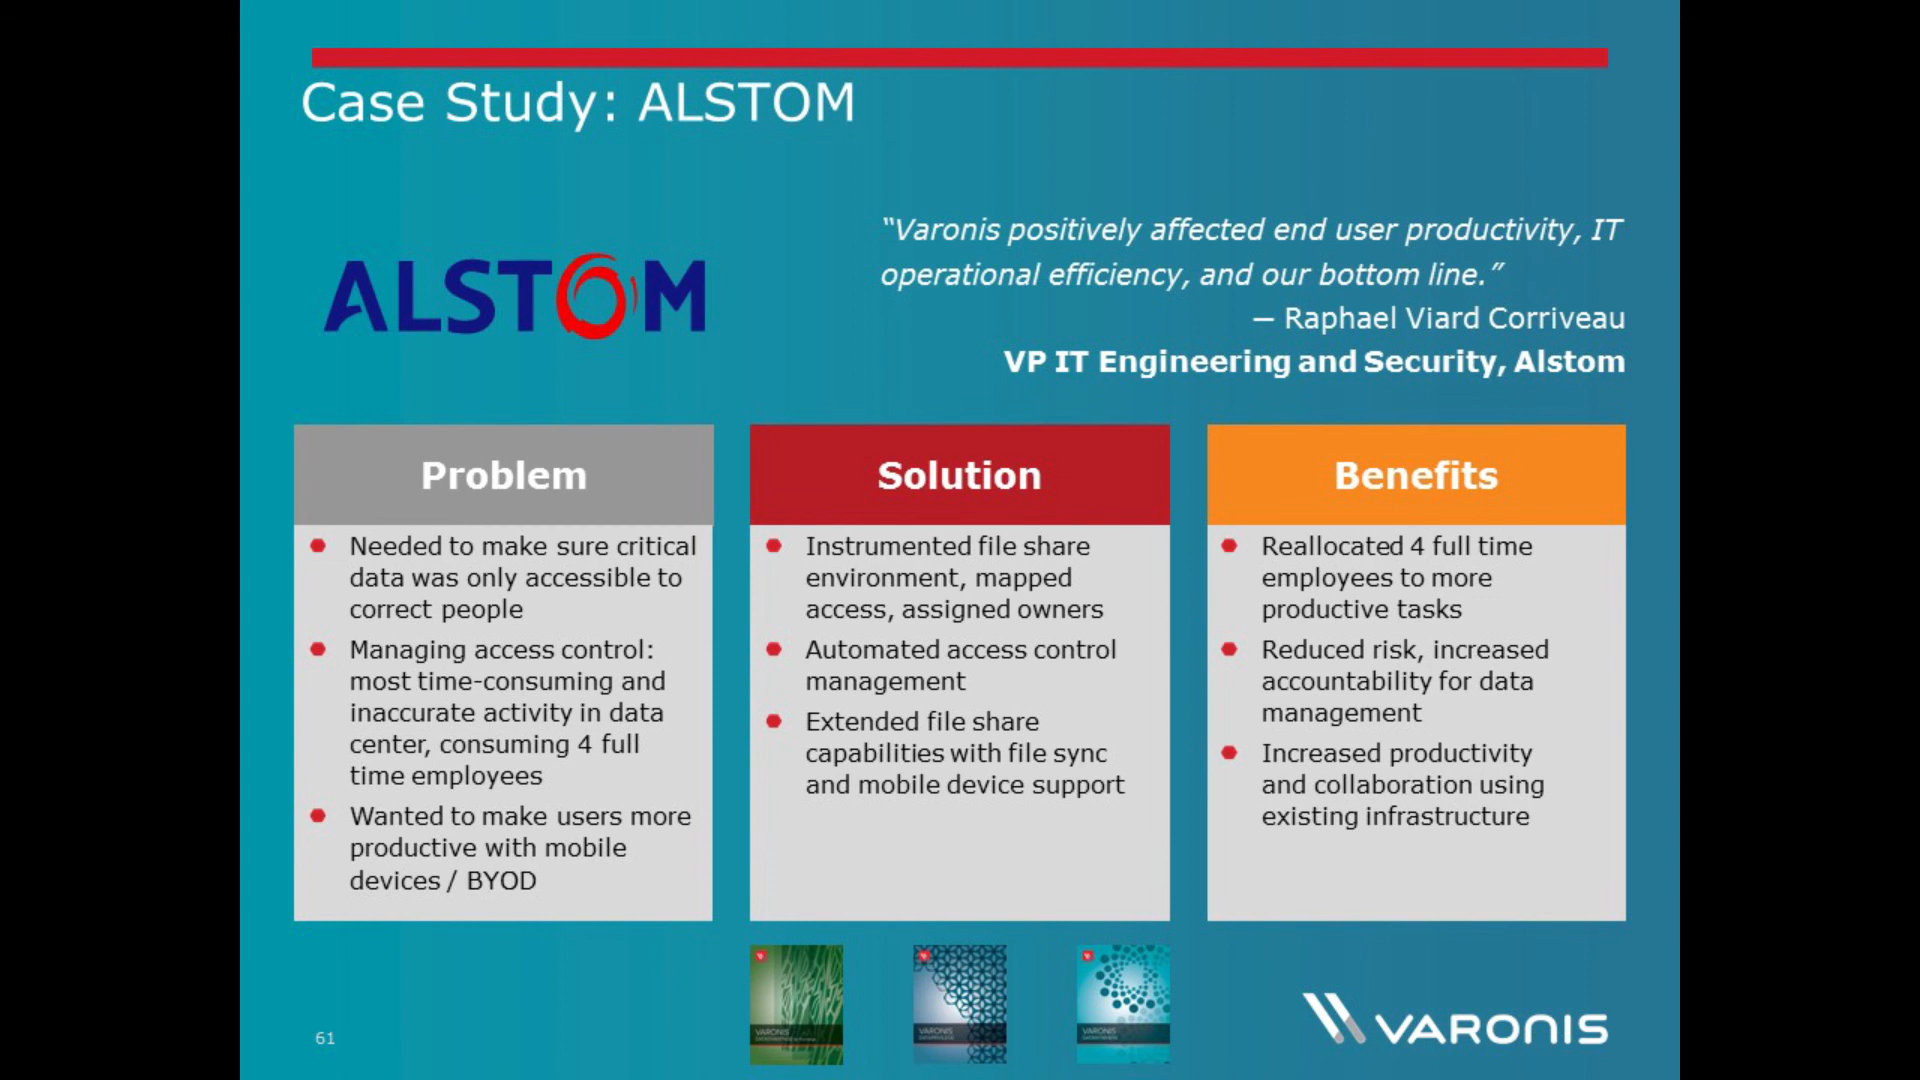 Case Study: ALSTOM
ALSTOM
“Varonis positively affected end user productivity, IT
operational efficiency, and our bottom line.”
— Raphael Viard Corriveau
VP IT Engineering and Security, Alstom
Problem
Needed to make sure critical
data was only accessible to
correct people
Managing access control:
most time-consuming and
inaccurate activity in data
center, consuming 4 full
time employees
Wanted to make users more
productive with mobile
devices / BYOD
Solution
Instrumented file share
environment, mapped
access, assigned owners
Automated access control
management
Extended file share
capabilities with file sync
and mobile device support
Benefits
Reallocated 4 full time
employees to more
productive tasks
Reduced risk, increased
accountability for data
management
Increased productivity
and collaboration using
existing infrastructure
VARONIS
VARONIS
VARONIS
VARONIS
61